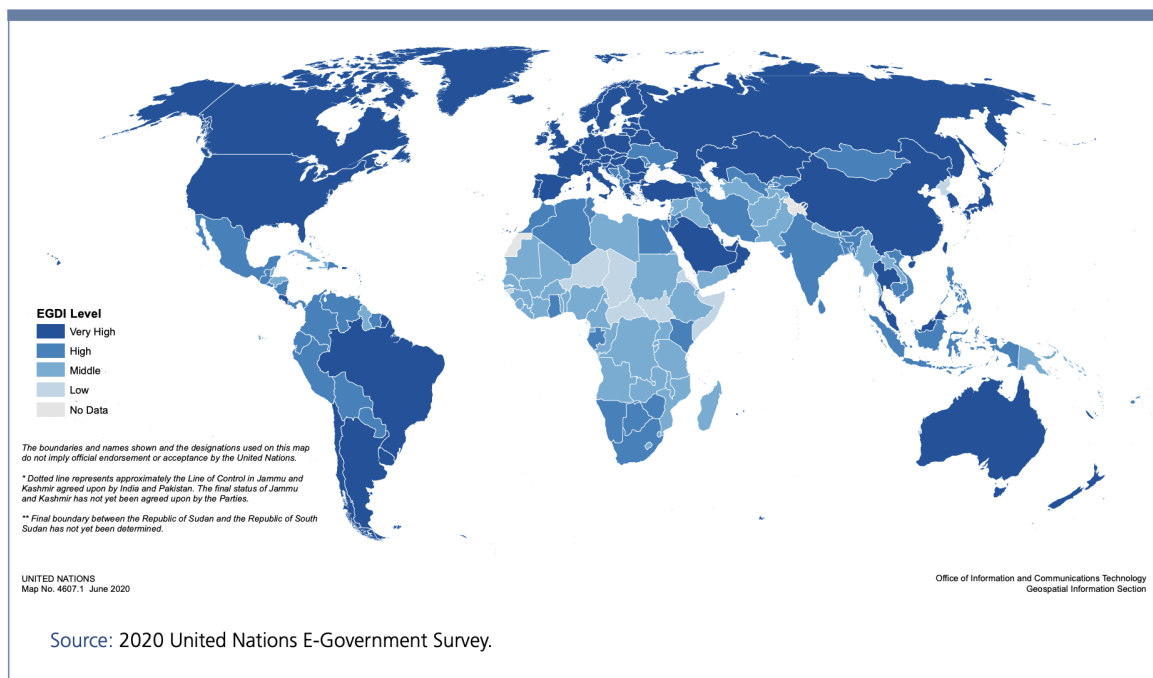 EGDI Level
Very High
High
Middle
Low
No Data
The boundaries and names shown and the designations used on this map
do not imply official endorsement or acceptance by the United Nations.
* Dotted line represents approximately the Line of Control in Jammu and
Kashmir agreed upon by India and Pakistan. The final status of Jammu
and Kashmir has not yet been agreed upon by the Parties.
** Final boundary between the Republic of Sudan and the Republic of South
Sudan has not yet been determined.
UNITED NATIONS
Map No. 4607.1 June 2020
Office of Information and Communications Technology
Geospatial Information Section
Source: 2020 United Nations E-Government Survey.